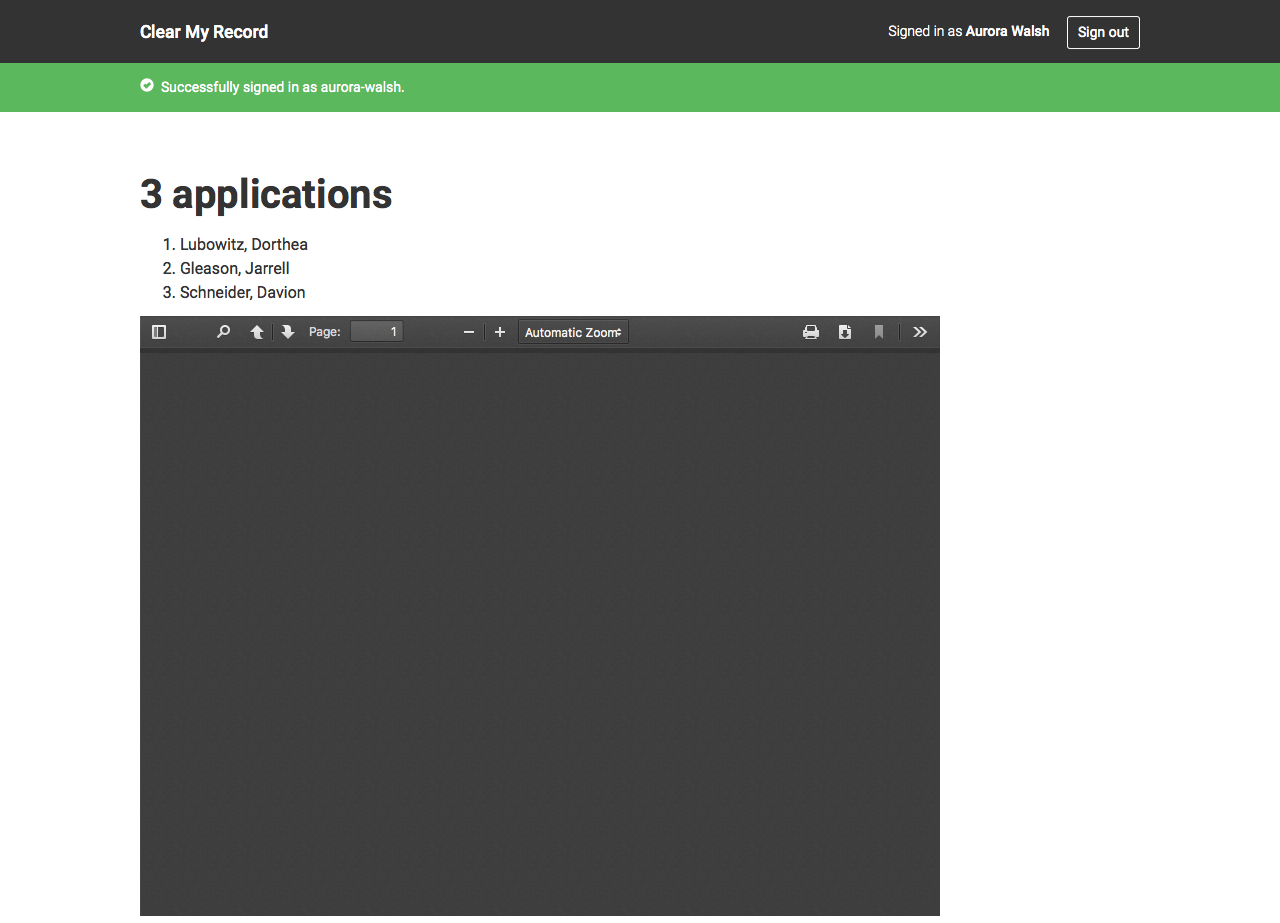 Clear My Record
Signed in as Aurora Walsh
Sign out
Successfully signed in as aurora-walsh.
3 applications
1. Lubowitz, Dorthea
2. Gleason, Jarrell
3. Schneider, Davion
Page: 1
Automatic Zoom